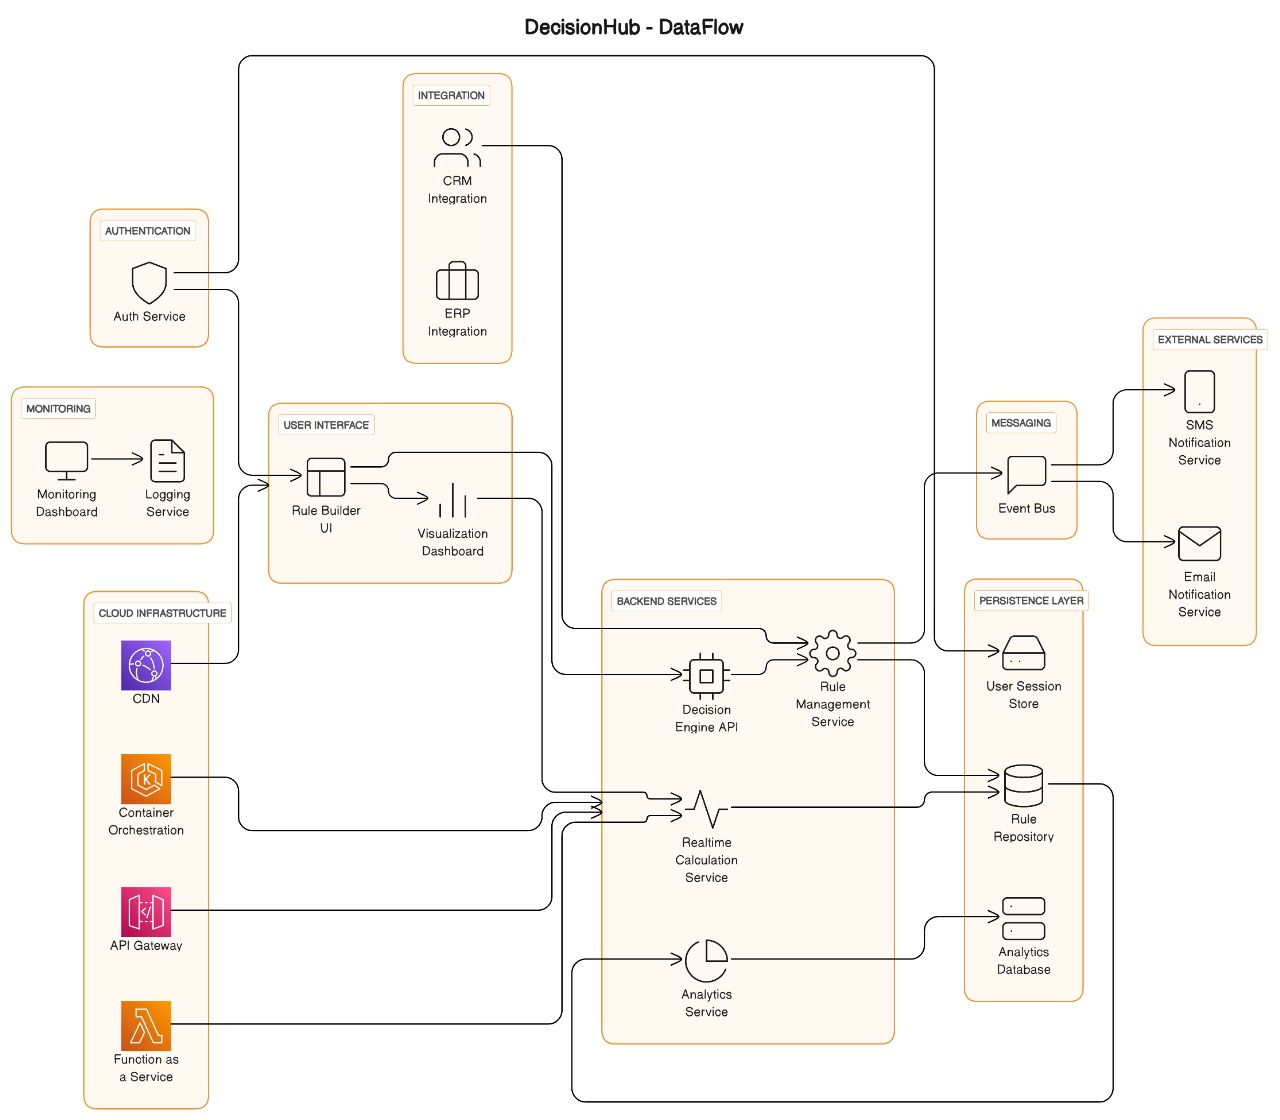 DecisionHub - DataFlow
INTEGRATION
CRM
Integration
ERP
Integration
AUTHENTICATION
Auth Service
MONITORING
Monitoring
Dashboard
Logging
Service
USER INTERFACE
Rule Builder
UI
Visualization
Dashboard
EXTERNAL SERVICES
SMS
Notification
Service
Email
Notification
Service
MESSAGING
Event Bus
CLOUD INFRASTRUCTURE
CDN
Container
Orchestration
API Gateway
Function as
a Service
BACKEND SERVICES
Decision
Engine API
Rule
Management
Service
Realtime
Calculation
Service
Analytics
Service
PERSISTENCE LAYER
User Session
Store
Rule
Repository
Analytics
Database